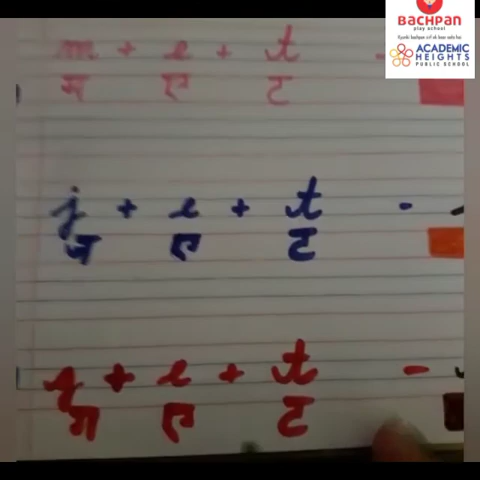 BACHPAN
play school
ACADEMIC
HEIGHTS
PUBLIC SCHOOL
m + e + t -
म ए ट
j + e + t -
ज ए ट
g + e + t -
ग ए ट